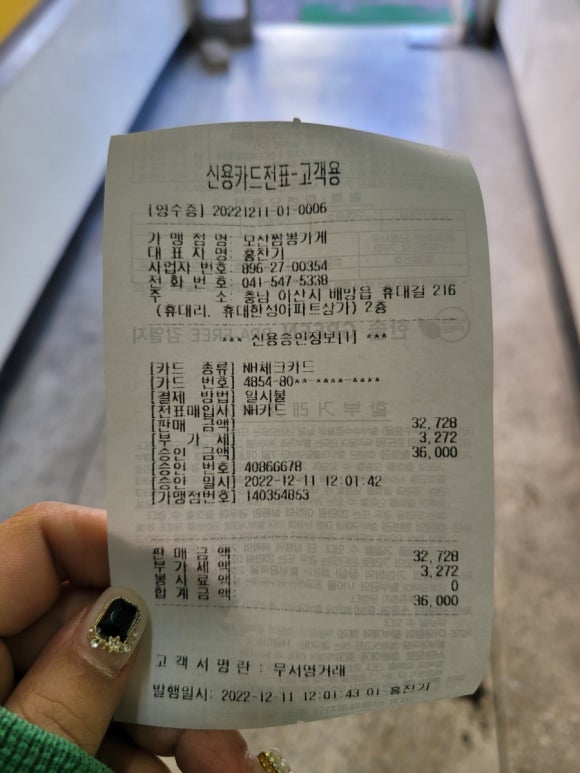 신용카드전표-고객용
[영수증] 20221211-01-0006
가 맹 점 명: 모산짬뽕가게
대 표 자 명: 홍찬기
사업자 번호: 896-27-00354
전 화 번 호: 041-547-5338
주 소: 충남 아산시 배방읍 휴대길 216
(휴대리, 휴대한성아파트상가) 2층
*** 신용승인정보[1] ***
[카드 종류] NH체크카드
[카드 번호] 4854-80**-****-****
[결제 방법] 일시불
[전표매입사] NH카드
[판매 금액] 32,728
[부 가 세] 3,272
[승인 금액] 36,000
[승인 번호] 40866678
[승인 일시] 2022-12-11 12:01:42
[가맹점번호] 140354853
판 매 금 액: 32,728
부 가 세 액: 3,272
봉 사 료 액: 0
합 계 금 액: 36,000
고 객 서 명 란 : 무서명거래
발행일시: 2022-12-11 12:01:43 01 홍찬기